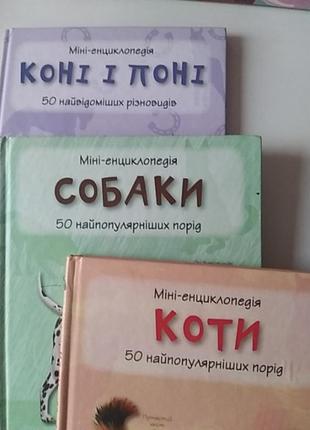 Міні-енциклопедія
КОНІ І ПОНІ
50 найвідоміших різновидів
Міні-енциклопедія
СОБАКИ
50 найпопулярніших порід
Міні-енциклопедія
КОТИ
50 найпопулярніших порід